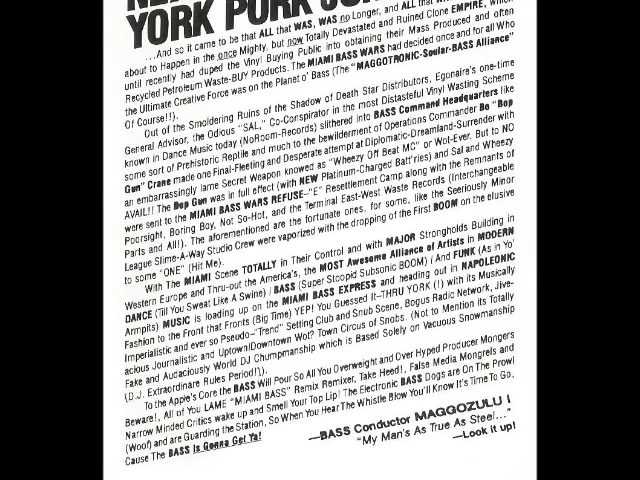 YORK PORK
...And so it came to be that ALL that WAS, WAS no Longer, and ALL that
about to Happen in the once Mighty, but now Totally Devastated and Ruined Clone EMPIRE, which
until recently had duped the Vinyl Buying Public into obtaining their Mass Produced and often
Recycled Petroleum Waste-BUY Products. The MIAMI BASS WARS had decided once and for all Who
the Ultimate Creative Force was on the Planet o' Bass (The "MAGGOTRONIC-Soular-BASS Alliance"
Of Course!!).
Out of the Smoldering Ruins of the Shadow of Death Star Distributors, Egonaire's one-time
General Advisor, the Odious "SAL," Co-Conspirator in the most Distasteful Vinyl Wasting Scheme
known in Dance Music today (NoRoom-Records) slithered into BASS Command Headquarters like
some sort of Prehistoric Reptile and much to the bewilderment of Operations Commander Be "Bop
Gun" Crane made one Final-Fleeting and Desperate attempt at Diplomatic-Dreamland-Surrender with
an embarrassingly lame Secret Weapon knowed as "Wheezy Off Beat MC" or Wot-Ever. But to NO
AVAIL!! The Bop Gun was in full effect (with NEW Platinum-Charged Batt'ries) and Sal and Wheezy
were sent to the MIAMI BASS WARS REFUSE-"E" Resettlement Camp along with the Remnants of
Poorsight, Boring Boy, Not So-Hot, and the Terminal East-West Waste Records (Interchangeable
Parts and All!). The aforementioned are the fortunate ones, for some, like the Seeriously Minor
League Slime-A-Way Studio Crew were vaporized with the dropping of the First BOOM on the elusive
to some "ONE" (Hit Me).
With The MIAMI Scene TOTALLY in Their Control and with MAJOR Strongholds Building in
Western Europe and Thru-out the America's, the MOST Awesome Alliance of Artists in MODERN
DANCE (Till You Sweat Like A Swine) / BASS (Super Stoopid Subsonic BOOM) / And FUNK (As in Yo'
Armpits) MUSIC is loading up on the MIAMI BASS EXPRESS and heading out in NAPOLEONIC
Fashion to the Front that Fronts (Big Time) YEP! You Guessed It-THRU YORK (!) with its Musically
Imperialistic and ever so Pseudo-"Trend" Setting Club and Snub Scene, Bogus Radio Network, Jive-
acious Journalistic and Uptown/Downtown Wot? Town Circus of Snobs. (Not to Mention its Totally
Fake and Audaciously World DJ Chumpmanship which is Based Solely on Vacuous Snowmanship
(D.J. Extraordinare Rules Period!)).
To the Apple's Core the BASS Will Pour So All You Overweight and Over Hyped Producer Mongers
Beware!, All of You LAME "MIAMI BASS" Remix Remixer, Take Heed!, False Media Mongrels and
Narrow Minded Critics wake up and Smell Your Top Lip! The Electronic BASS Dogs are On The Prowl
(Woof) and are Guarding the Station, So When You Hear The Whistle Blow You'll Know It's Time To Go,
Cause The BASS Is Gonna Get Ya!
—BASS Conductor MAGGOZULU I
"My Man's As True As Steel..."
—Look it up!